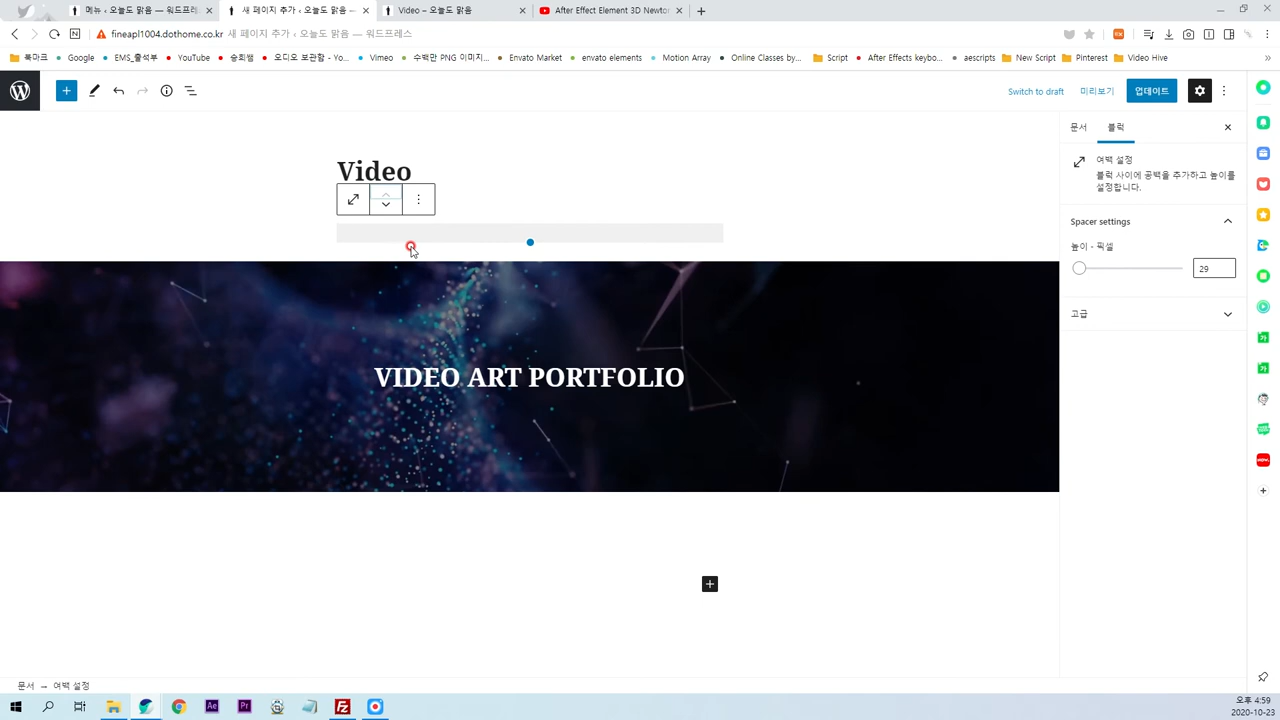 메뉴 ‹ 오늘도 맑음 — 워드프레스
새 페이지 추가 ‹ 오늘도 맑음 —
Video – 오늘도 맑음
After Effect Element 3D Newto
fineapl1004.dothome.co.kr 새 페이지 추가 ‹ 오늘도 맑음 — 워드프레스
북마크 Google EMS_출석부 YouTube 승희쌤 오디오 보관함 - Yo... Vimeo 수백만 PNG 이미지... Envato Market envato elements Motion Array Online Classes by... Script After Effects keybo... aescripts New Script Pinterest Video Hive »
Switch to draft 미리보기 업데이트
문서 블럭
여백 설정
블럭 사이에 공백을 추가하고 높이를
설정합니다.
Video
Spacer settings
높이 - 픽셀
29
고급
VIDEO ART PORTFOLIO
문서 → 여백 설정
Ae Pr Fz
오후 4:59
2020-10-23